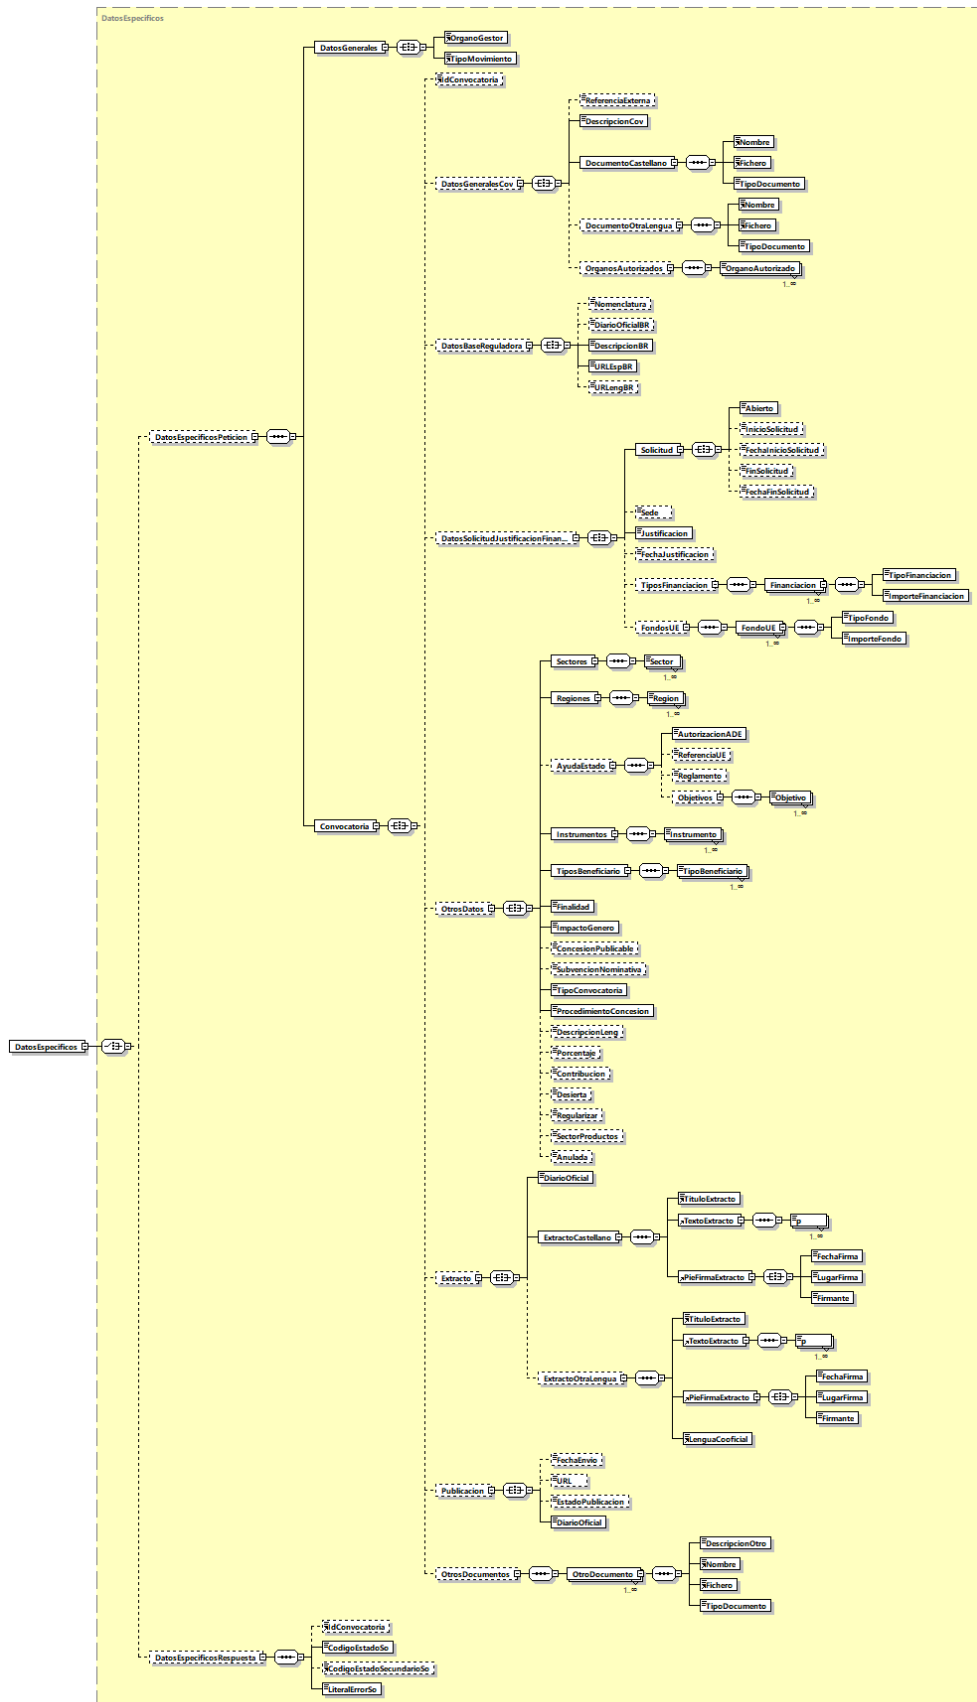 DatosEspecificos
OrganoGestor
DatosGenerales
TipoMovimiento
IdConvocatoria
ReferenciaExterna
DescripcionCov
Nombre
DocumentoCastellano
Fichero
DatosGeneralesCov
TipoDocumento
Nombre
DocumentoOtraLengua
Fichero
TipoDocumento
OrganosAutorizados
OrganoAutorizado
1..∞
Nomenclatura
DiarioOficialBR
DatosBaseReguladora
DescripcionBR
URLEspBR
URLengBR
Abierto
InicioSolicitud
DatosEspecificosPeticion
Solicitud
FechaInicioSolicitud
FinSolicitud
FechaFinSolicitud
Sede
Justificacion
DatosSolicitudJustificacionFinan...
FechaJustificacion
TipoFinanciacion
TiposFinanciacion
Financiacion
ImporteFinanciacion
1..∞
TipoFondo
FondosUE
FondoUE
ImporteFondo
1..∞
Sectores
Sector
1..∞
Regiones
Region
1..∞
AutorizacionADE
ReferenciaUE
AyudaEstado
Reglamento
Objetivos
Objetivo
1..∞
Convocatoria
Instrumentos
Instrumento
1..∞
TiposBeneficiario
TipoBeneficiario
1..∞
OtrosDatos
Finalidad
ImpactoGenero
ConcesionPublicable
SubvencionNominativa
TipoConvocatoria
ProcedimientoConcesion
DescripcionLeng
DatosEspecificos
Porcentaje
Contribucion
Desierta
Regularizar
SectorProductos
Anulada
DiarioOficial
TituloExtracto
TextoExtracto
p
1..∞
ExtractoCastellano
FechaFirma
Extracto
PieFirmaExtracto
LugarFirma
Firmante
TituloExtracto
TextoExtracto
p
1..∞
ExtractoOtraLengua
FechaFirma
PieFirmaExtracto
LugarFirma
Firmante
LenguaCooficial
FechaEnvio
URL
Publicacion
EstadoPublicacion
DiarioOficial
DescripcionOtro
Nombre
OtrosDocumentos
OtroDocumento
1..∞
Fichero
TipoDocumento
IdConvocatoria
CodigoEstadoSo
DatosEspecificosRespuesta
CodigoEstadoSecundarioSo
LiteralErrorSo